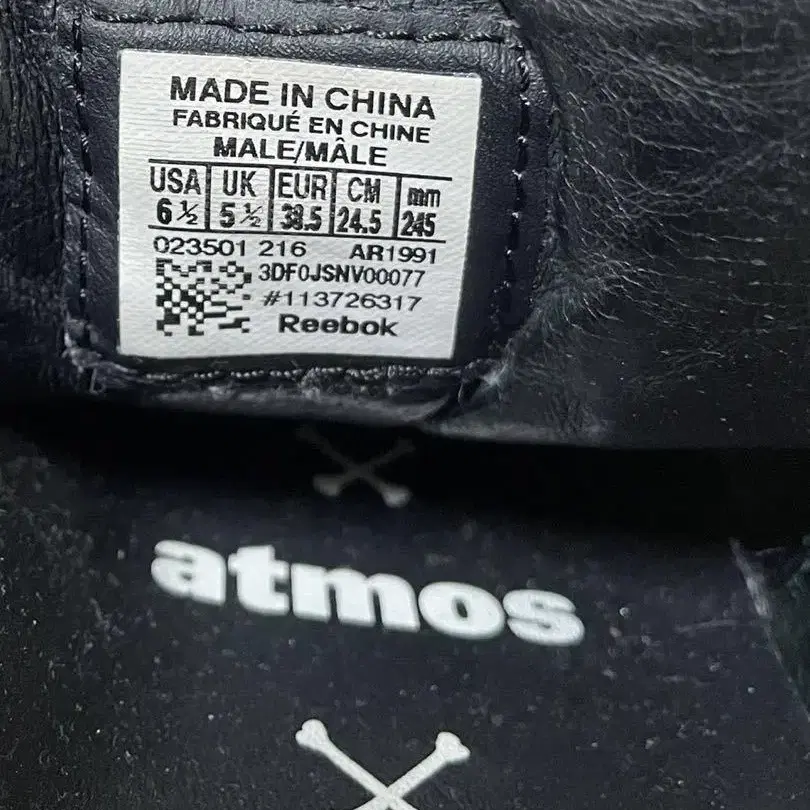 MADE IN CHINA
FABRIQUÉ EN CHINE
MALE/MÂLE
USA UK EUR CM mm
6 ½ 5 ½ 38.5 24.5 245
023501 216 AR1991
3DF0JSNV00077
#113726317
Reebok
atmos